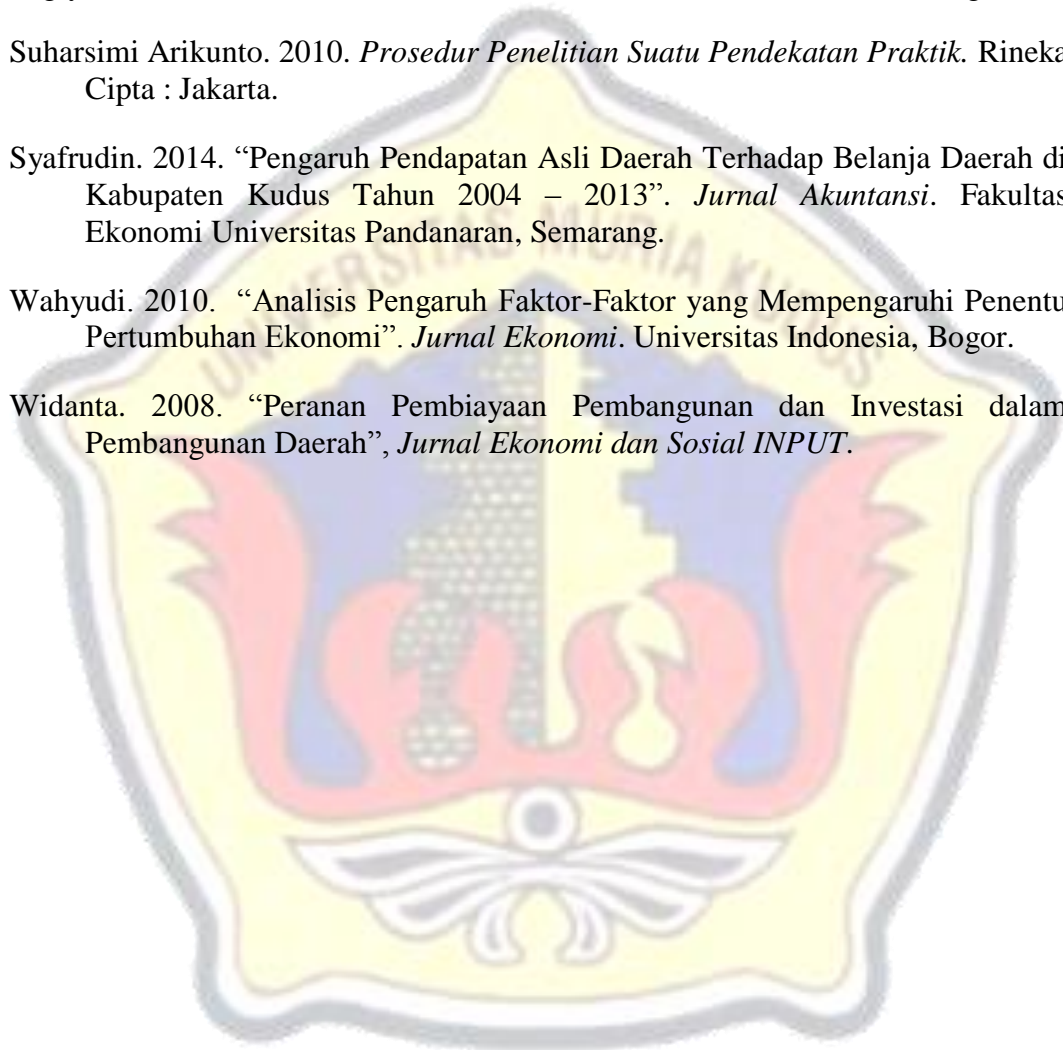 Suharsimi Arikunto. 2010. Prosedur Penelitian Suatu Pendekatan Praktik. Rineka
Cipta : Jakarta.
Syafrudin. 2014. “Pengaruh Pendapatan Asli Daerah Terhadap Belanja Daerah di
Kabupaten Kudus Tahun 2004 – 2013”. Jurnal Akuntansi. Fakultas
Ekonomi Universitas Pandanaran, Semarang.
Wahyudi. 2010. “Analisis Pengaruh Faktor-Faktor yang Mempengaruhi Penentu
Pertumbuhan Ekonomi”. Jurnal Ekonomi. Universitas Indonesia, Bogor.
Widanta. 2008. “Peranan Pembiayaan Pembangunan dan Investasi dalam
Pembangunan Daerah”, Jurnal Ekonomi dan Sosial INPUT.
UNIVERSITAS MURIA KUDUS